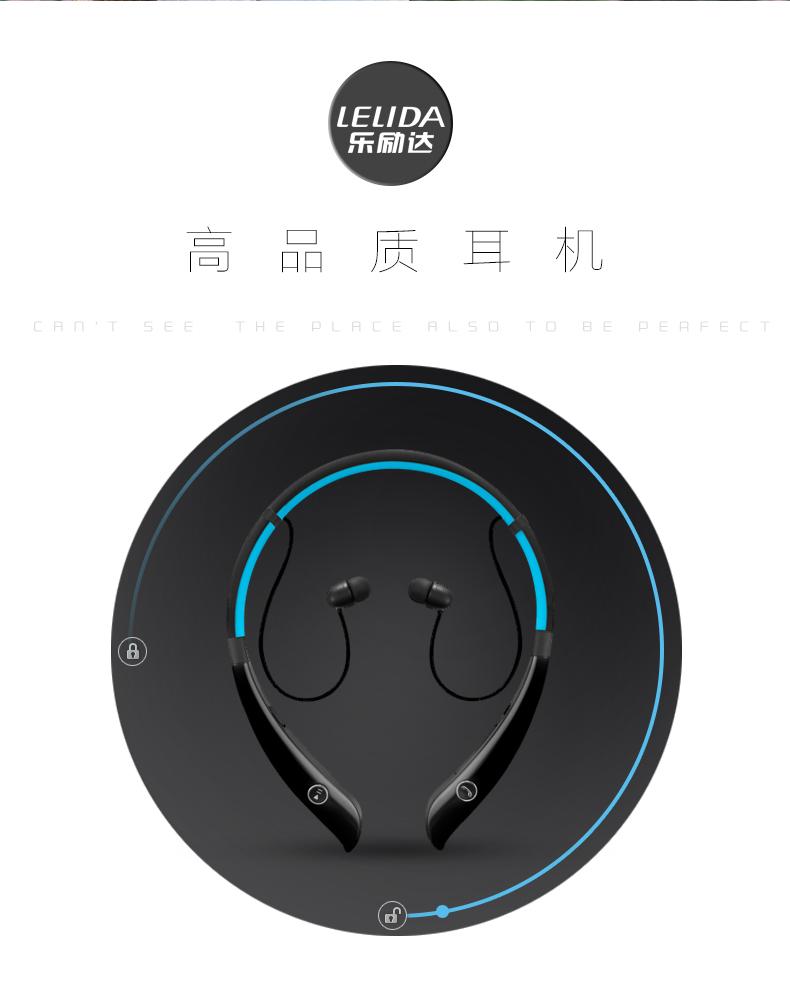 LELIDA
乐励达
高品质耳机
CAN'T SEE THE PLACE ALSO TO BE PERFECT